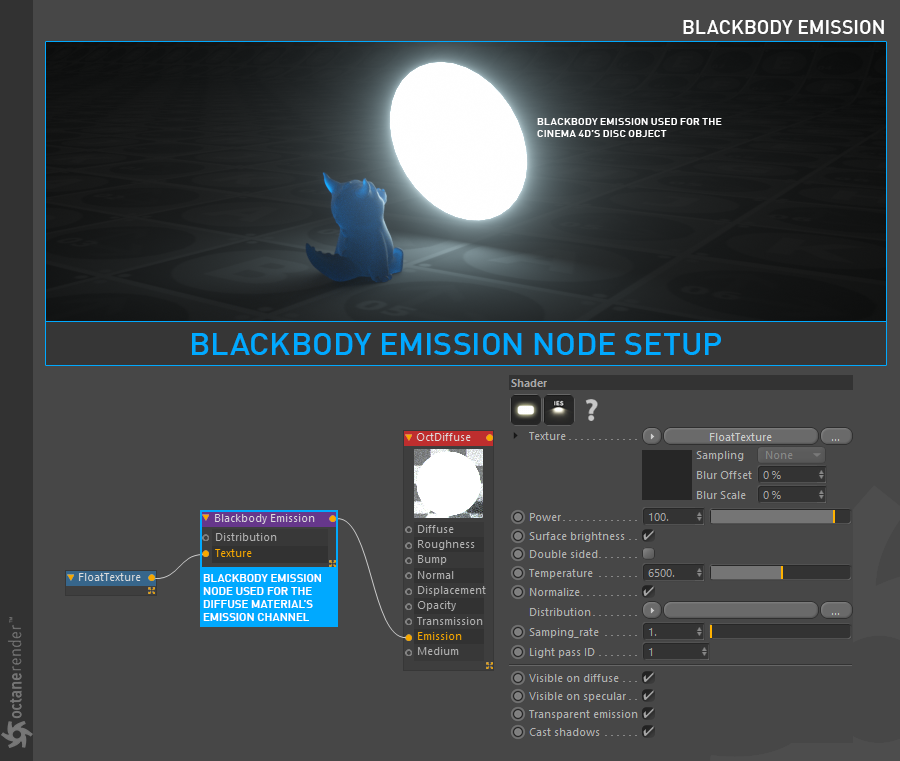 BLACKBODY EMISSION
BLACKBODY EMISSION USED FOR THE
CINEMA 4D'S DISC OBJECT
BLACKBODY EMISSION NODE SETUP
FloatTexture
Blackbody Emission
Distribution
Texture
BLACKBODY EMISSION
NODE USED FOR THE
DIFFUSE MATERIAL'S
EMISSION CHANNEL
OctDiffuse
Diffuse
Roughness
Bump
Normal
Displacement
Opacity
Transmission
Emission
Medium
Shader
IES
?
Texture............ FloatTexture ...
Sampling None
Blur Offset 0 %
Blur Scale 0 %
Power............. 100.
Surface brightness..
Double sided.......
Temperature ....... 6500.
Normalize..........
Distribution......... ...
Samping_rate ...... 1.
Light pass ID ....... 1
Visible on diffuse ...
Visible on specular..
Transparent emission
Cast shadows ......
octanerender™